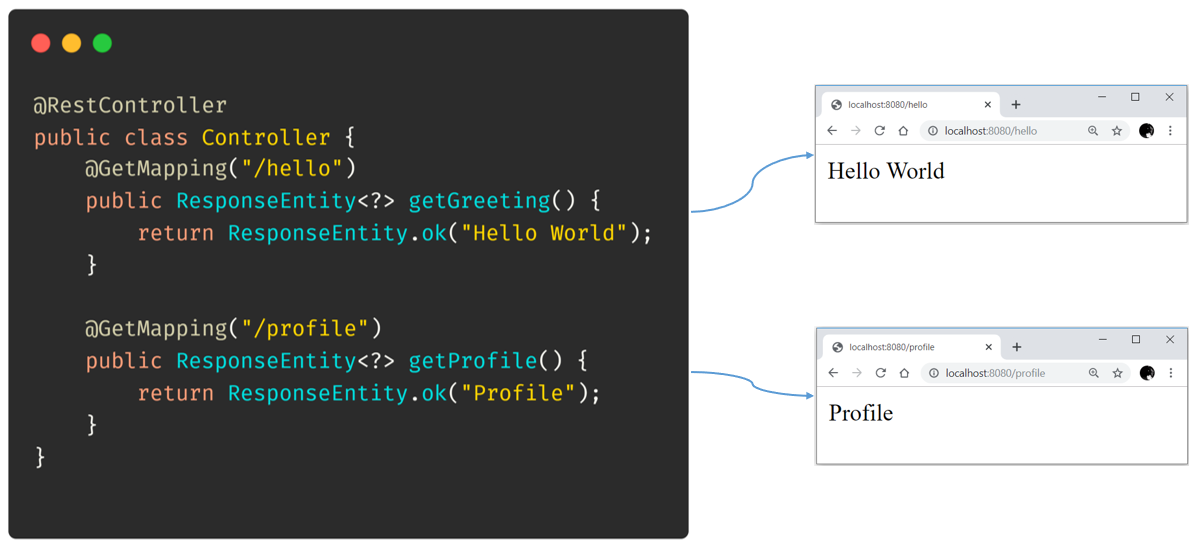 @RestController
public class Controller {
    @GetMapping("/hello")
    public ResponseEntity<?> getGreeting() {
        return ResponseEntity.ok("Hello World");
    }

    @GetMapping("/profile")
    public ResponseEntity<?> getProfile() {
        return ResponseEntity.ok("Profile");
    }
}
localhost:8080/hello
localhost:8080/hello
Hello World
localhost:8080/profile
localhost:8080/profile
Profile